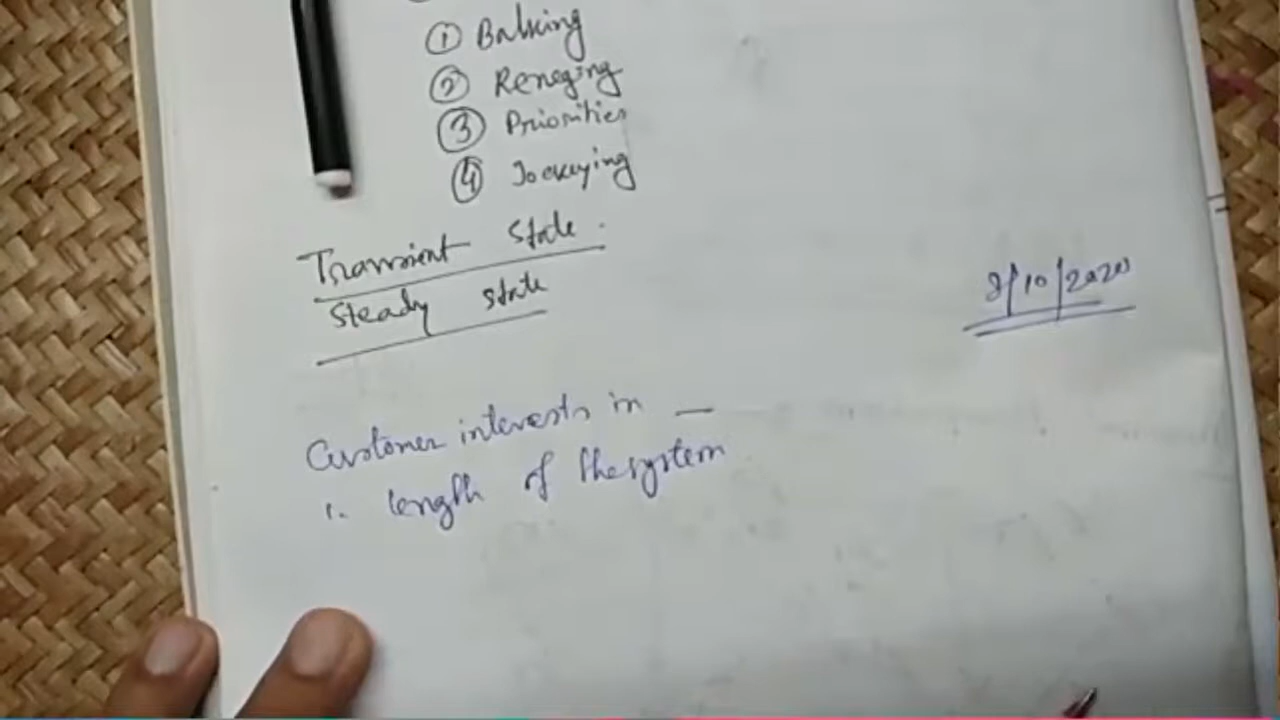 ① Balking
② Reneging
③ Priorities
④ Jockeying
Transient state.
Steady state
8/10/2020
Customer interests in —
1. length of the system